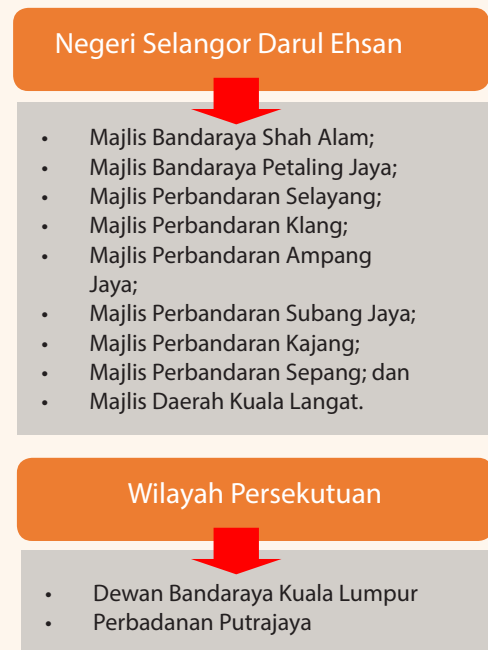 Negeri Selangor Darul Ehsan
• Majlis Bandaraya Shah Alam;
• Majlis Bandaraya Petaling Jaya;
• Majlis Perbandaran Selayang;
• Majlis Perbandaran Klang;
• Majlis Perbandaran Ampang
Jaya;
• Majlis Perbandaran Subang Jaya;
• Majlis Perbandaran Kajang;
• Majlis Perbandaran Sepang; dan
• Majlis Daerah Kuala Langat.
Wilayah Persekutuan
• Dewan Bandaraya Kuala Lumpur
• Perbadanan Putrajaya